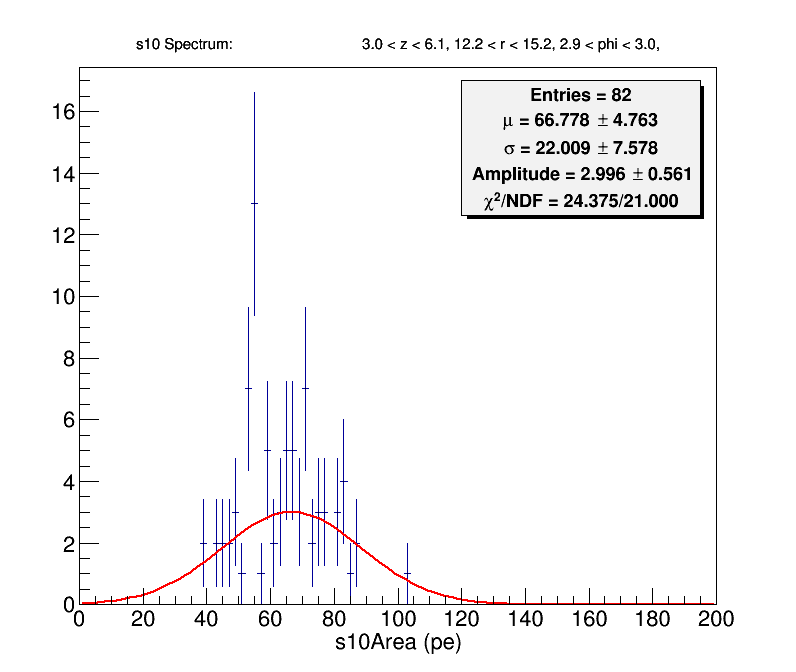 s10 Spectrum: 3.0 < z < 6.1, 12.2 < r < 15.2, 2.9 < phi < 3.0,
Entries = 82
μ = 66.778 ± 4.763
σ = 22.009 ± 7.578
Amplitude = 2.996 ± 0.561
χ²/NDF = 24.375/21.000
16
14
12
10
8
6
4
2
0
0 20 40 60 80 100 120 140 160 180 200
s10Area (pe)